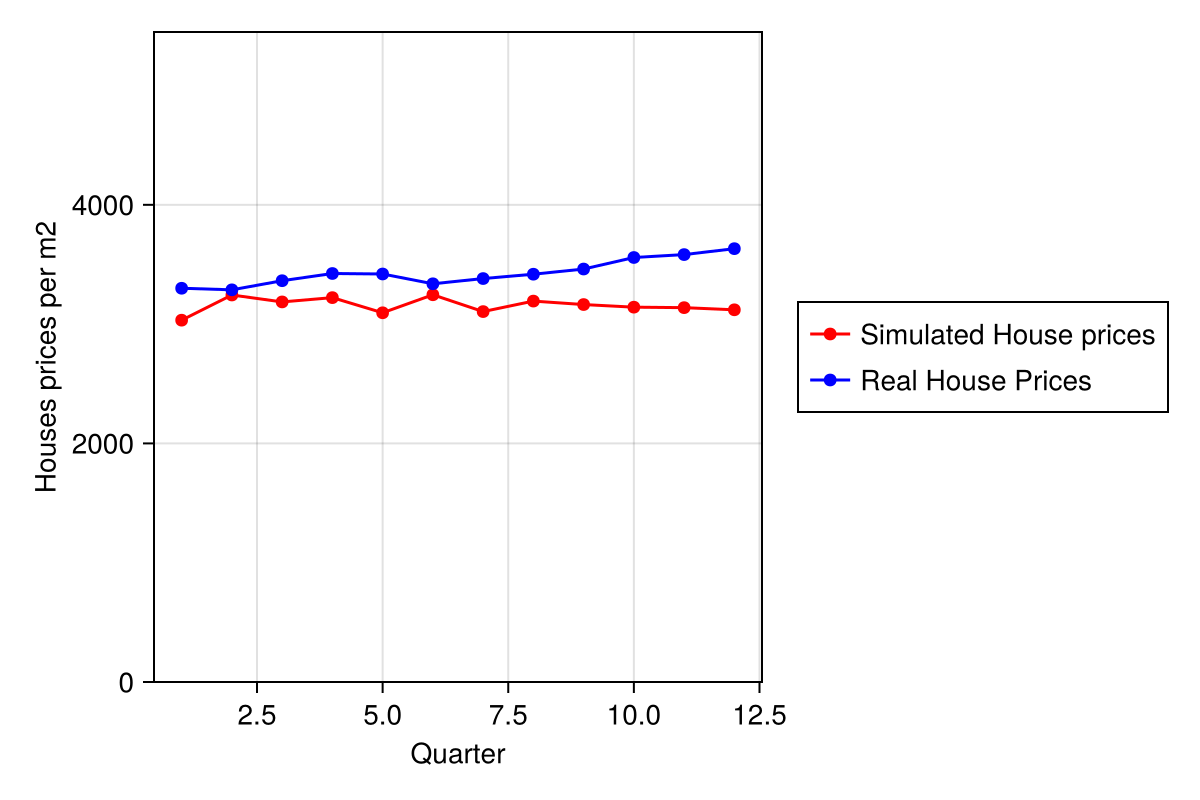 Houses prices per m2
4000
2000
0
2.5 5.0 7.5 10.0 12.5
Quarter
Simulated House prices
Real House Prices